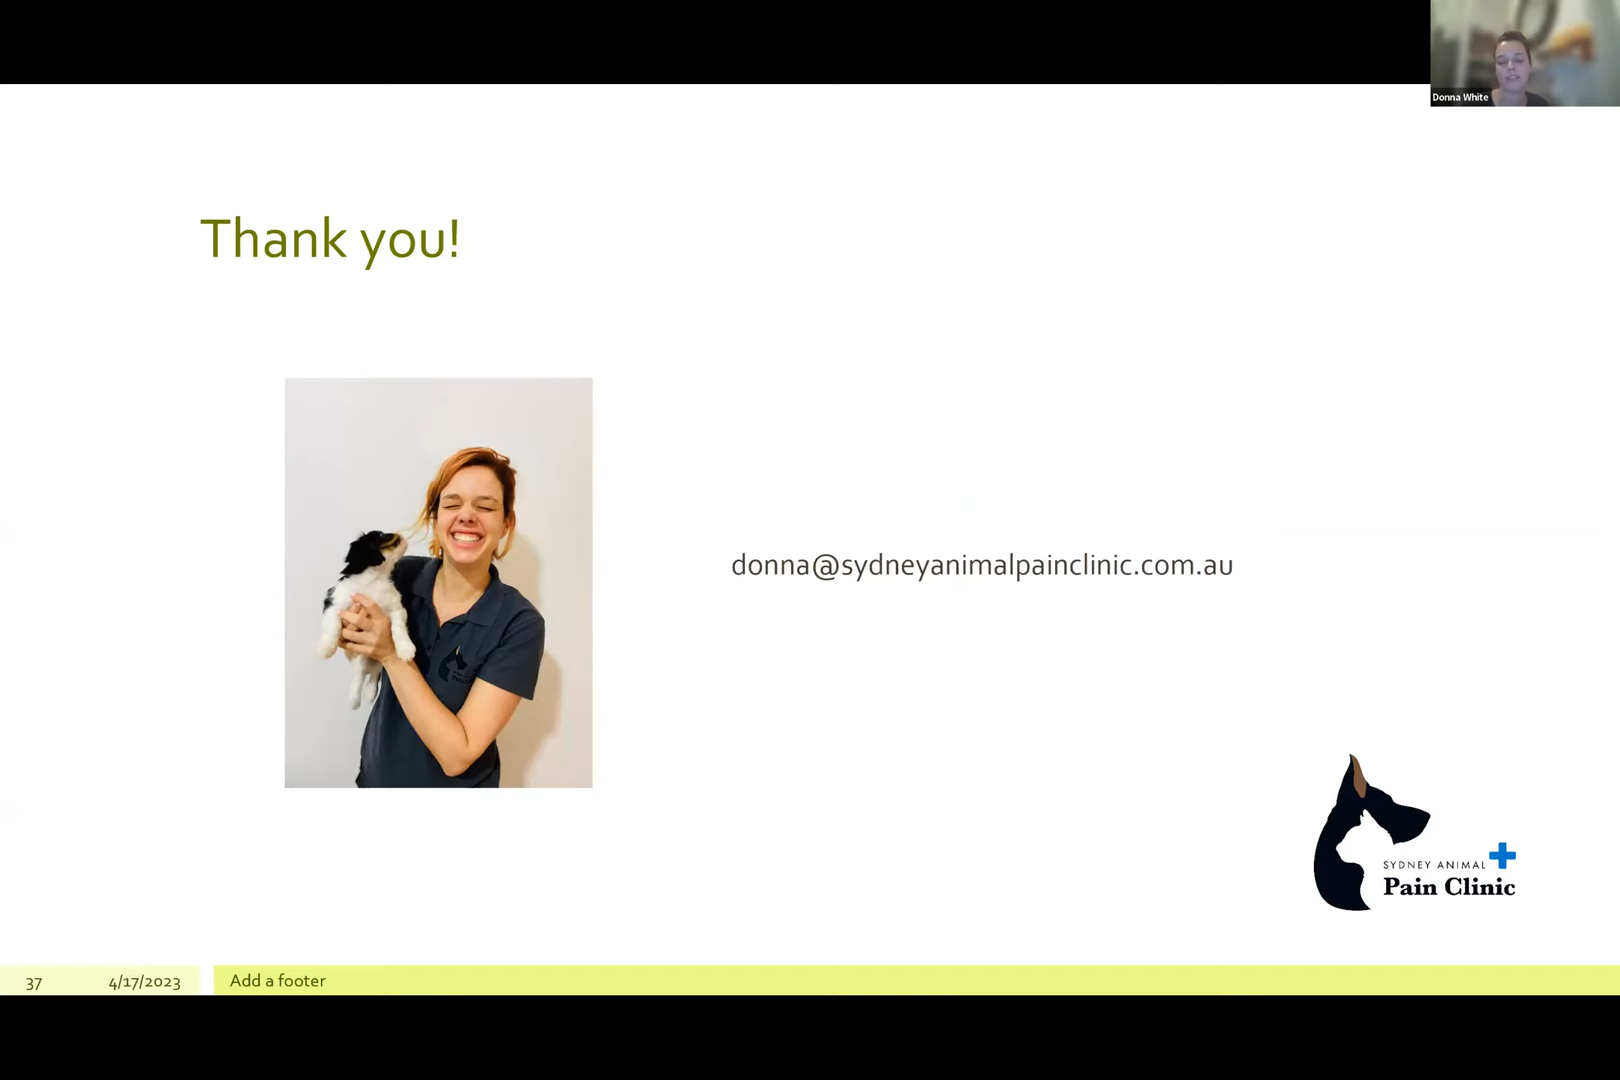 Donna White
Thank you!
donna@sydneyanimalpainclinic.com.au
SYDNEY ANIMAL
Pain Clinic
37
4/17/2023
Add a footer